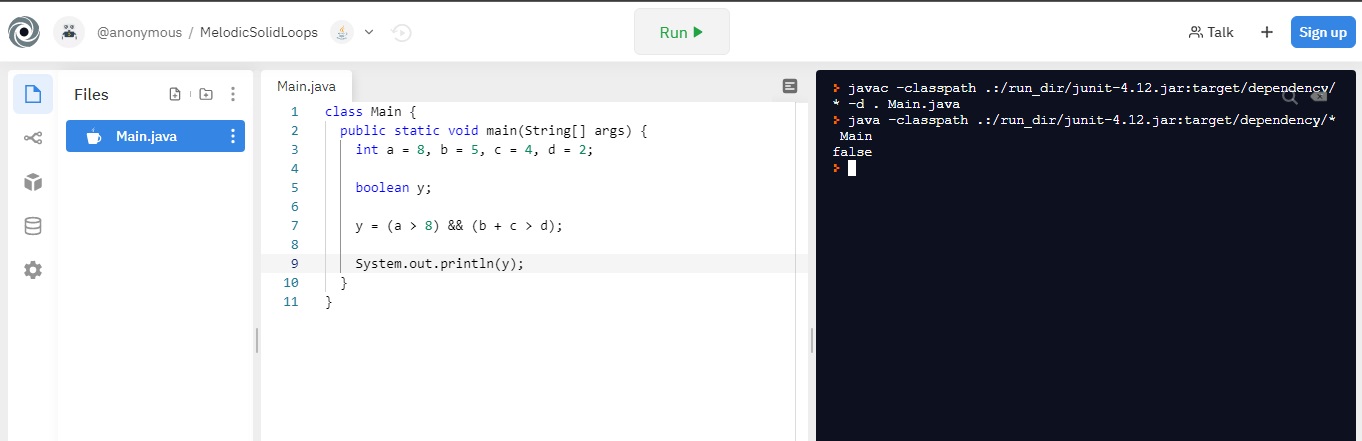 @anonymous / MelodicSolidLoops
Run
Talk
+
Sign up
Files
Main.java
Main.java
1 class Main {
2 public static void main(String[] args) {
3 int a = 8, b = 5, c = 4, d = 2;
4
5 boolean y;
6
7 y = (a > 8) && (b + c > d);
8
9 System.out.println(y);
10 }
11 }
> javac -classpath .:/run_dir/junit-4.12.jar:target/dependency/
* -d . Main.java
> java -classpath .:/run_dir/junit-4.12.jar:target/dependency/*
Main
false
>